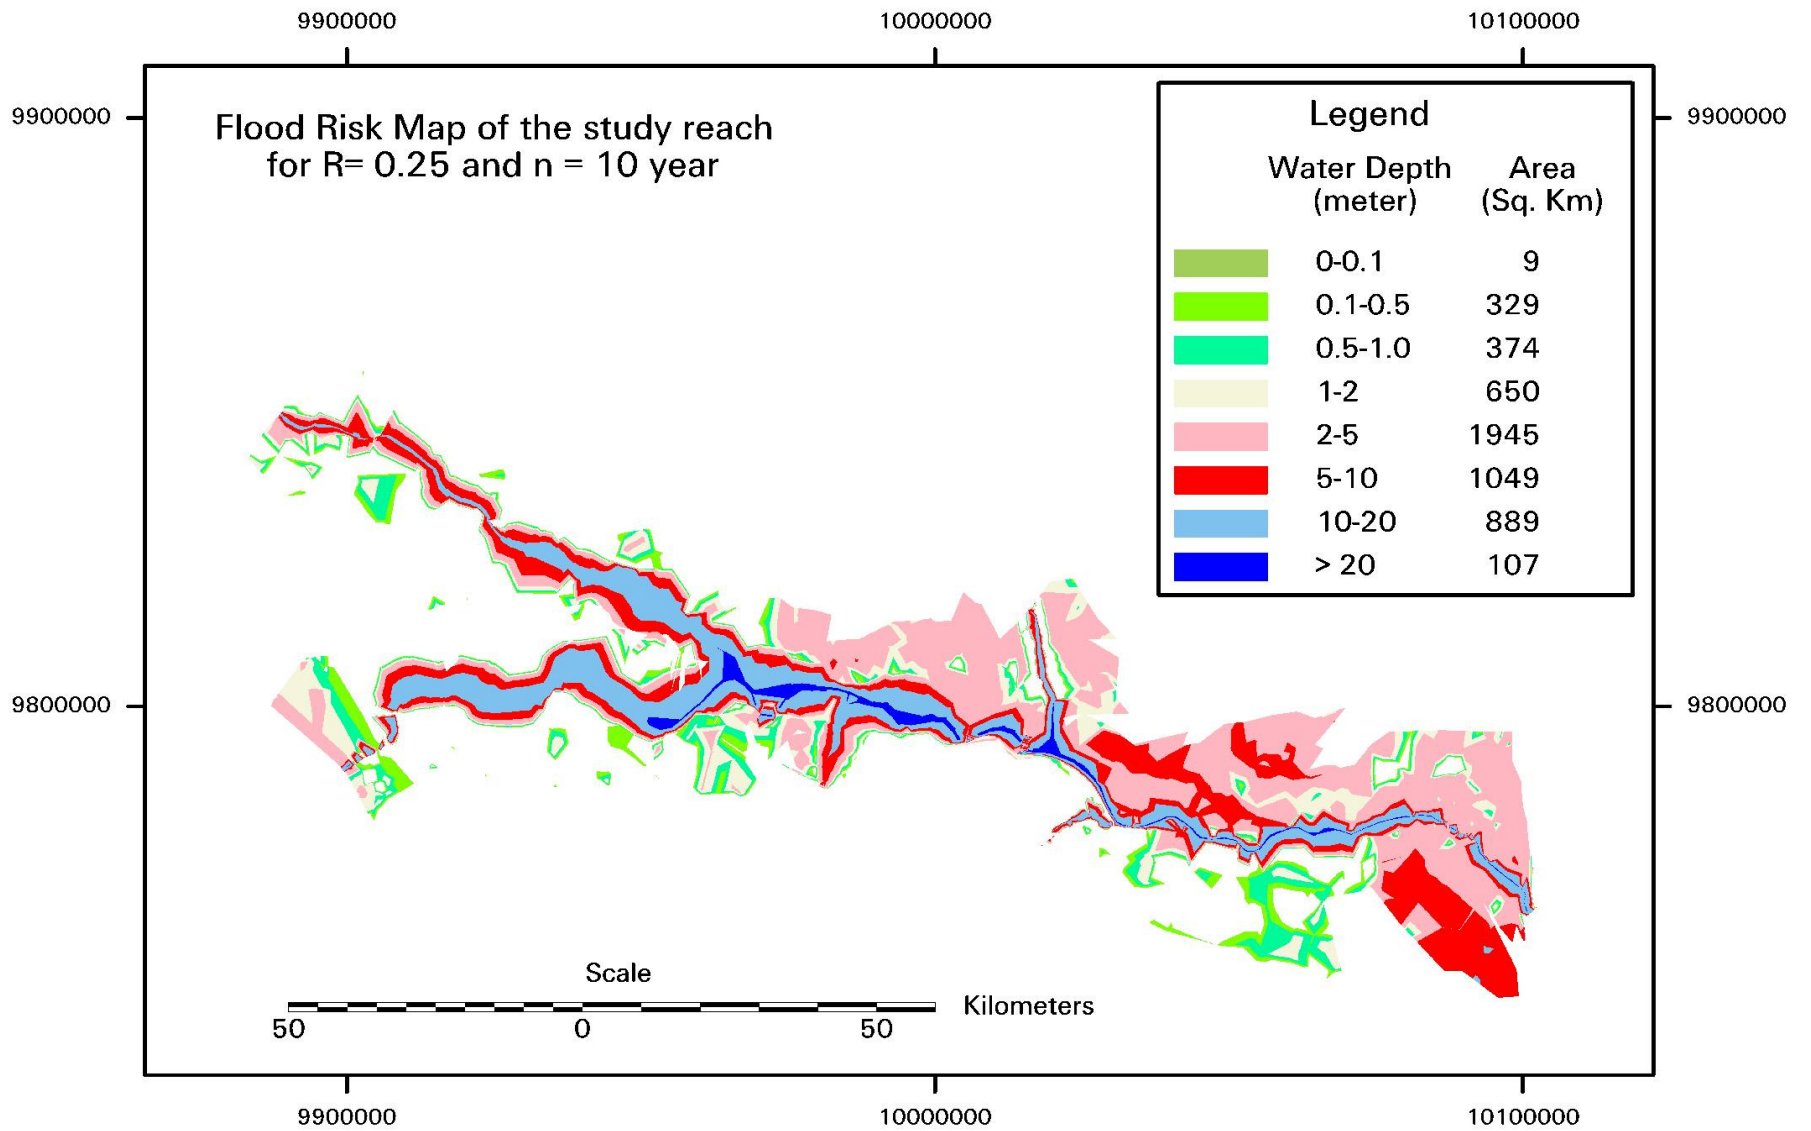 9900000 10000000 10100000
9900000 9900000
Flood Risk Map of the study reach
for R= 0.25 and n = 10 year
Legend
Water Depth Area
(meter) (Sq. Km)
0-0.1 9
0.1-0.5 329
0.5-1.0 374
1-2 650
2-5 1945
5-10 1049
10-20 889
> 20 107
9800000 9800000
Scale
Kilometers
50 0 50
9900000 10000000 10100000